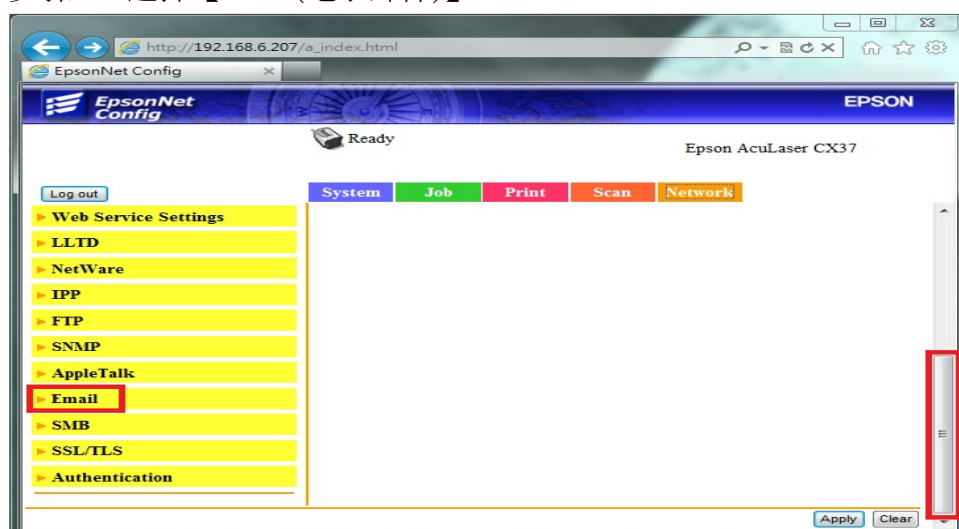 http://192.168.6.207/a_index.html
EpsonNet Config
EpsonNet
Config
EPSON
Ready
Epson AcuLaser CX37
Log out
System Job Print Scan Network
Web Service Settings
LLTD
NetWare
IPP
FTP
SNMP
AppleTalk
Email
SMB
SSL/TLS
Authentication
Apply Clear